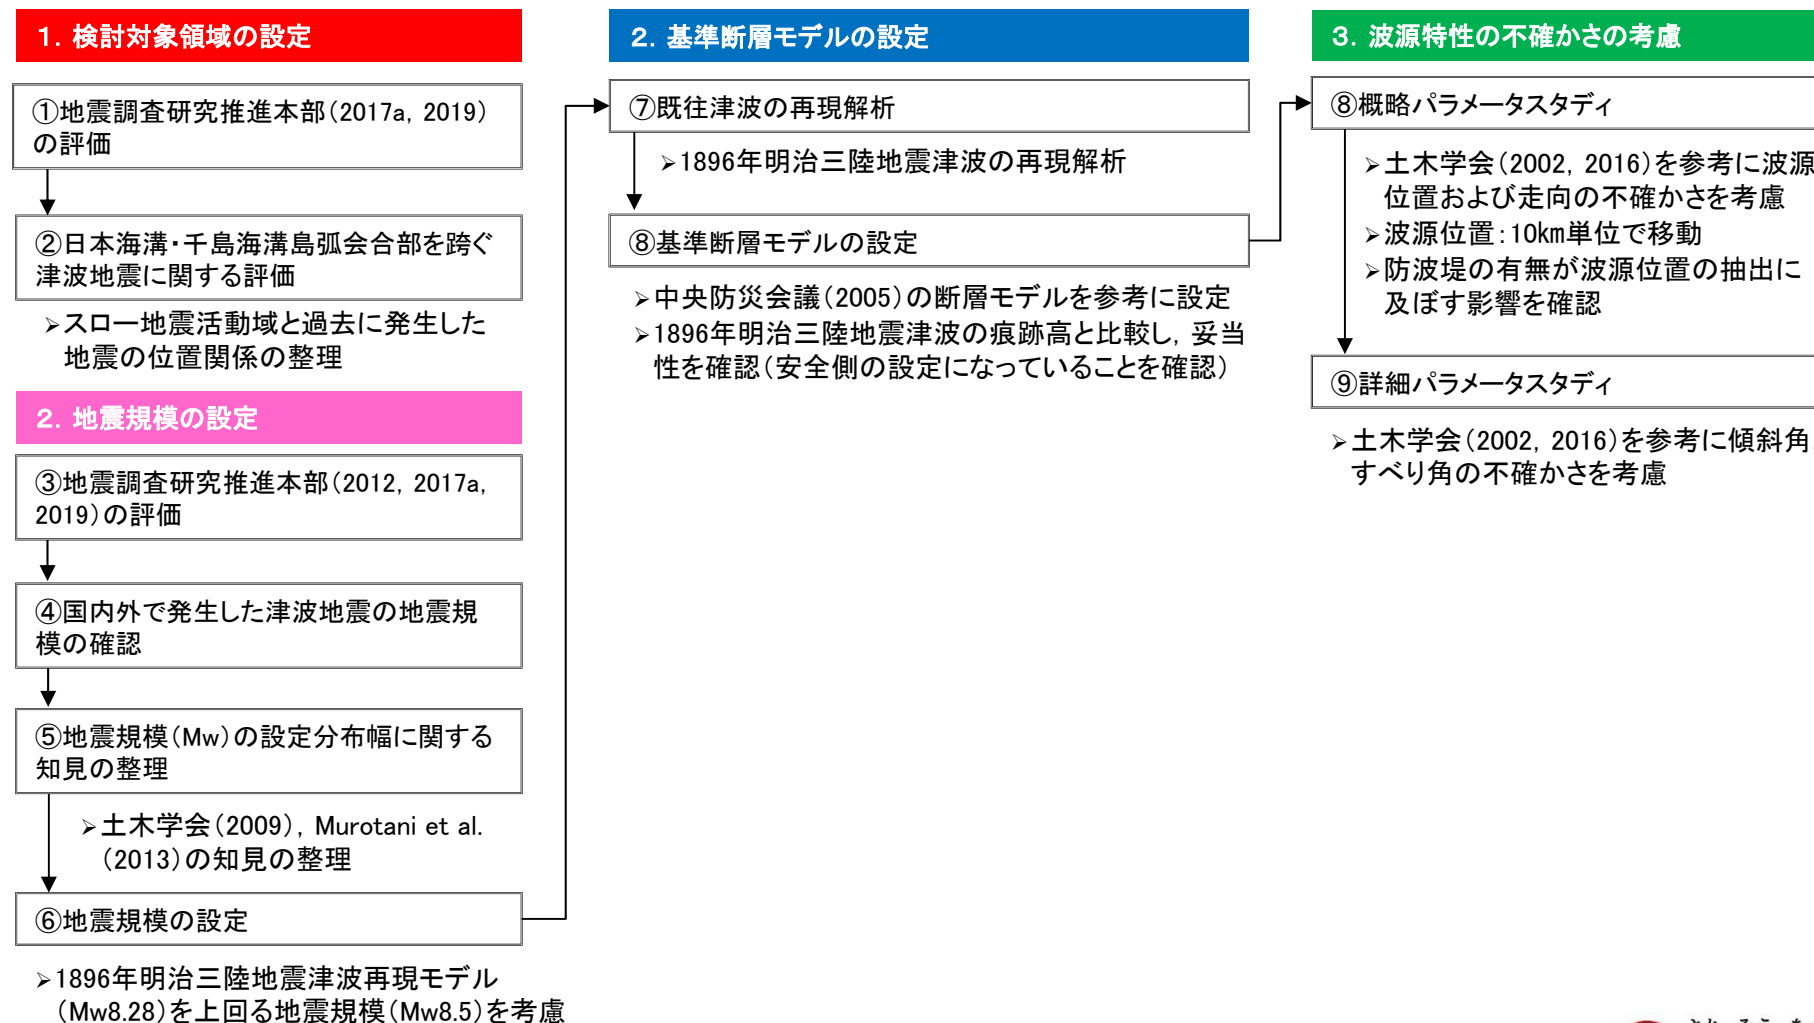 １．検討対象領域の設定
①地震調査研究推進本部（2017a, 2019）
の評価
②日本海溝・千島海溝島弧会合部を跨ぐ
津波地震に関する評価
➢スロー地震活動域と過去に発生した
地震の位置関係の整理
２．地震規模の設定
③地震調査研究推進本部（2012, 2017a,
2019）の評価
④国内外で発生した津波地震の地震規
模の確認
⑤地震規模（Mw）の設定分布幅に関する
知見の整理
➢土木学会（2009）, Murotani et al.
（2013）の知見の整理
⑥地震規模の設定
➢1896年明治三陸地震津波再現モデル
（Mw8.28）を上回る地震規模（Mw8.5）を考慮
２．基準断層モデルの設定
⑦既往津波の再現解析
➢1896年明治三陸地震津波の再現解析
⑧基準断層モデルの設定
➢中央防災会議（2005）の断層モデルを参考に設定
➢1896年明治三陸地震津波の痕跡高と比較し，妥当
性を確認（安全側の設定になっていることを確認）
３．波源特性の不確かさの考慮
⑧概略パラメータスタディ
➢土木学会（2002, 2016）を参考に波源
位置および走向の不確かさを考慮
➢波源位置：10km単位で移動
➢防波堤の有無が波源位置の抽出に
及ぼす影響を確認
⑨詳細パラメータスタディ
➢土木学会（2002, 2016）を参考に傾斜角
すべり角の不確かさを考慮